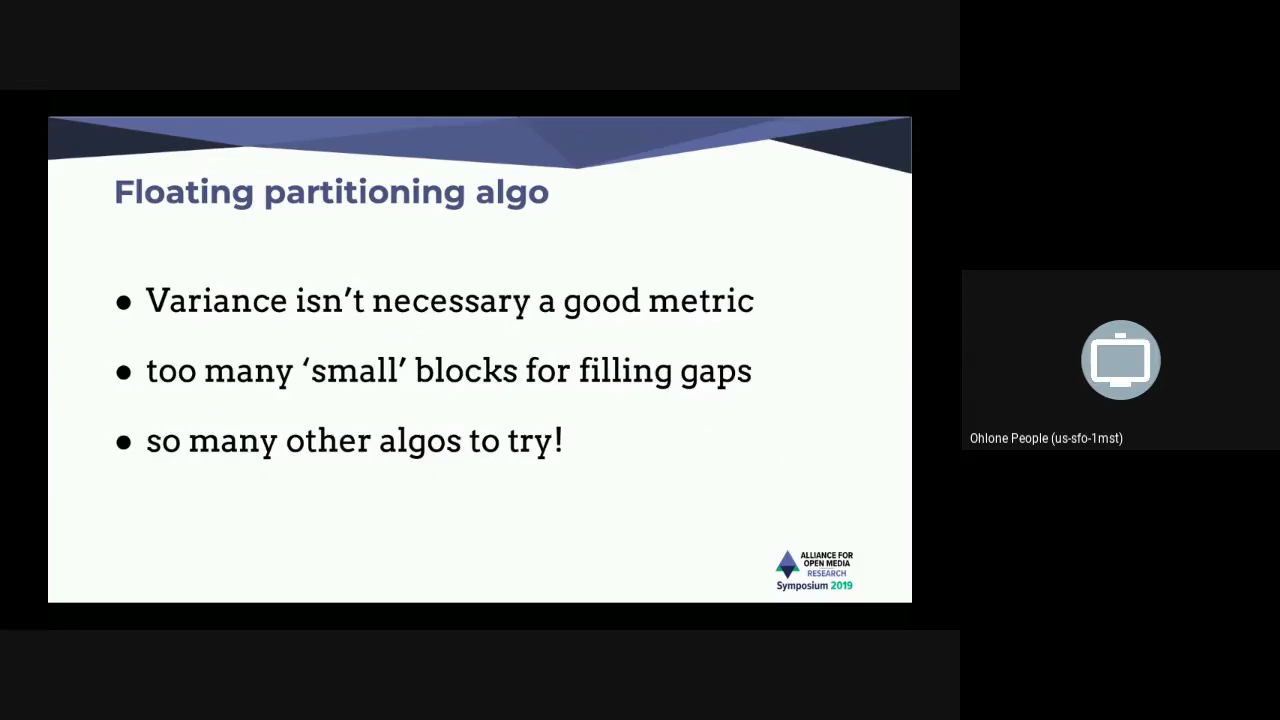 Floating partitioning algo
● Variance isn’t necessary a good metric
● too many ‘small’ blocks for filling gaps
● so many other algos to try!
ALLIANCE FOR
OPEN MEDIA
RESEARCH
Symposium 2019
Ohlone People (us-sfo-1mst)